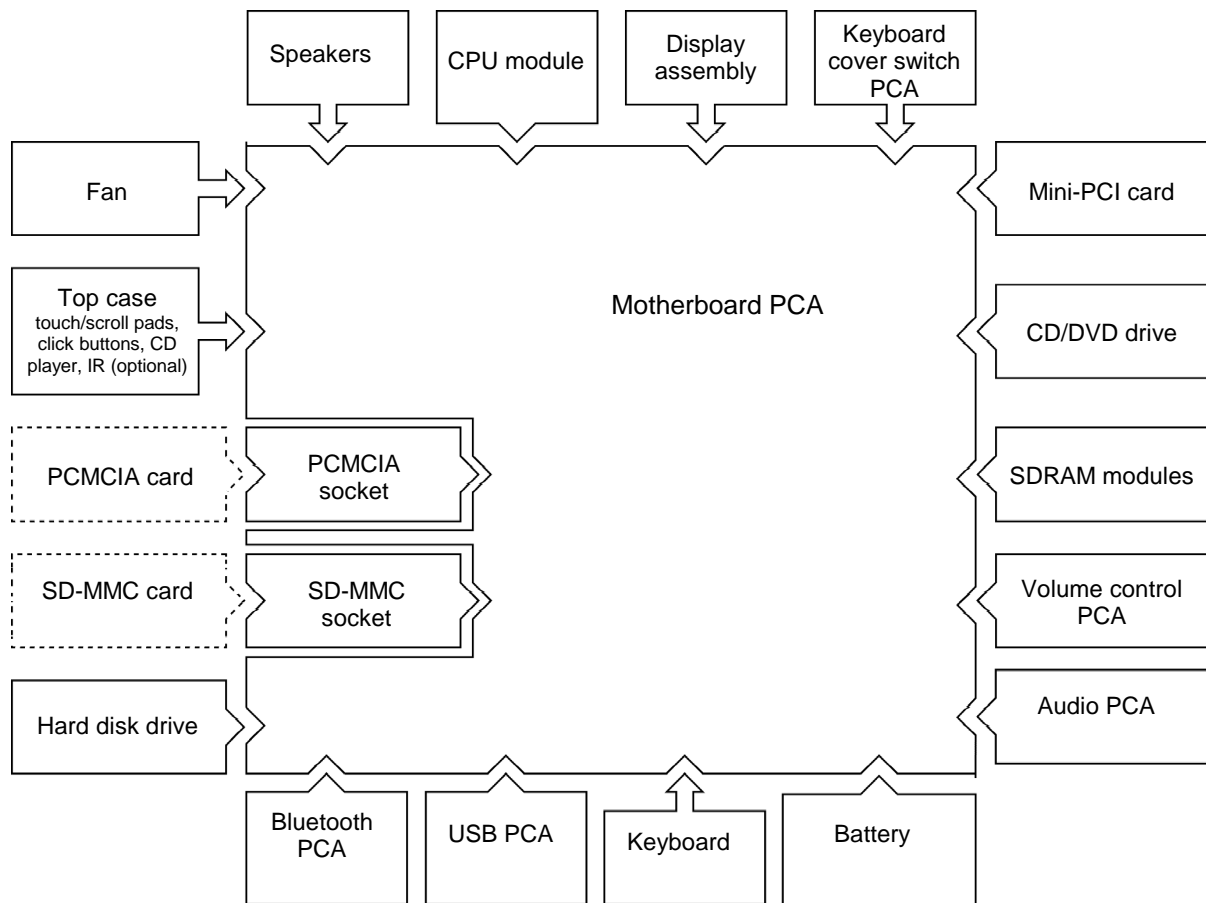 Speakers
CPU module
Display
assembly
Keyboard
cover switch
PCA
Fan
Mini-PCI card
Top case
touch/scroll pads,
click buttons, CD
player, IR (optional)
Motherboard PCA
CD/DVD drive
PCMCIA card
PCMCIA
socket
SDRAM modules
SD-MMC card
SD-MMC
socket
Volume control
PCA
Hard disk drive
Audio PCA
Bluetooth
PCA
USB PCA
Keyboard
Battery